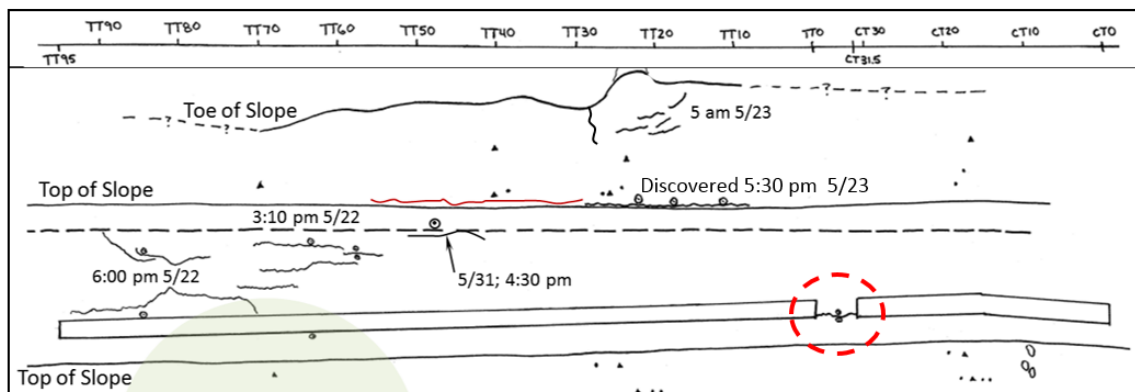 TT90 TT80 TT70 TT60 TT50 TT40 TT30 TT20 TT10 TT0 CT30 CT20 CT10 CT0
TT95 CT31.5
Toe of Slope
5 am 5/23
? ? ? ?
Top of Slope
Discovered 5:30 pm 5/23
3:10 pm 5/22
6:00 pm 5/22
5/31; 4:30 pm
Top of Slope